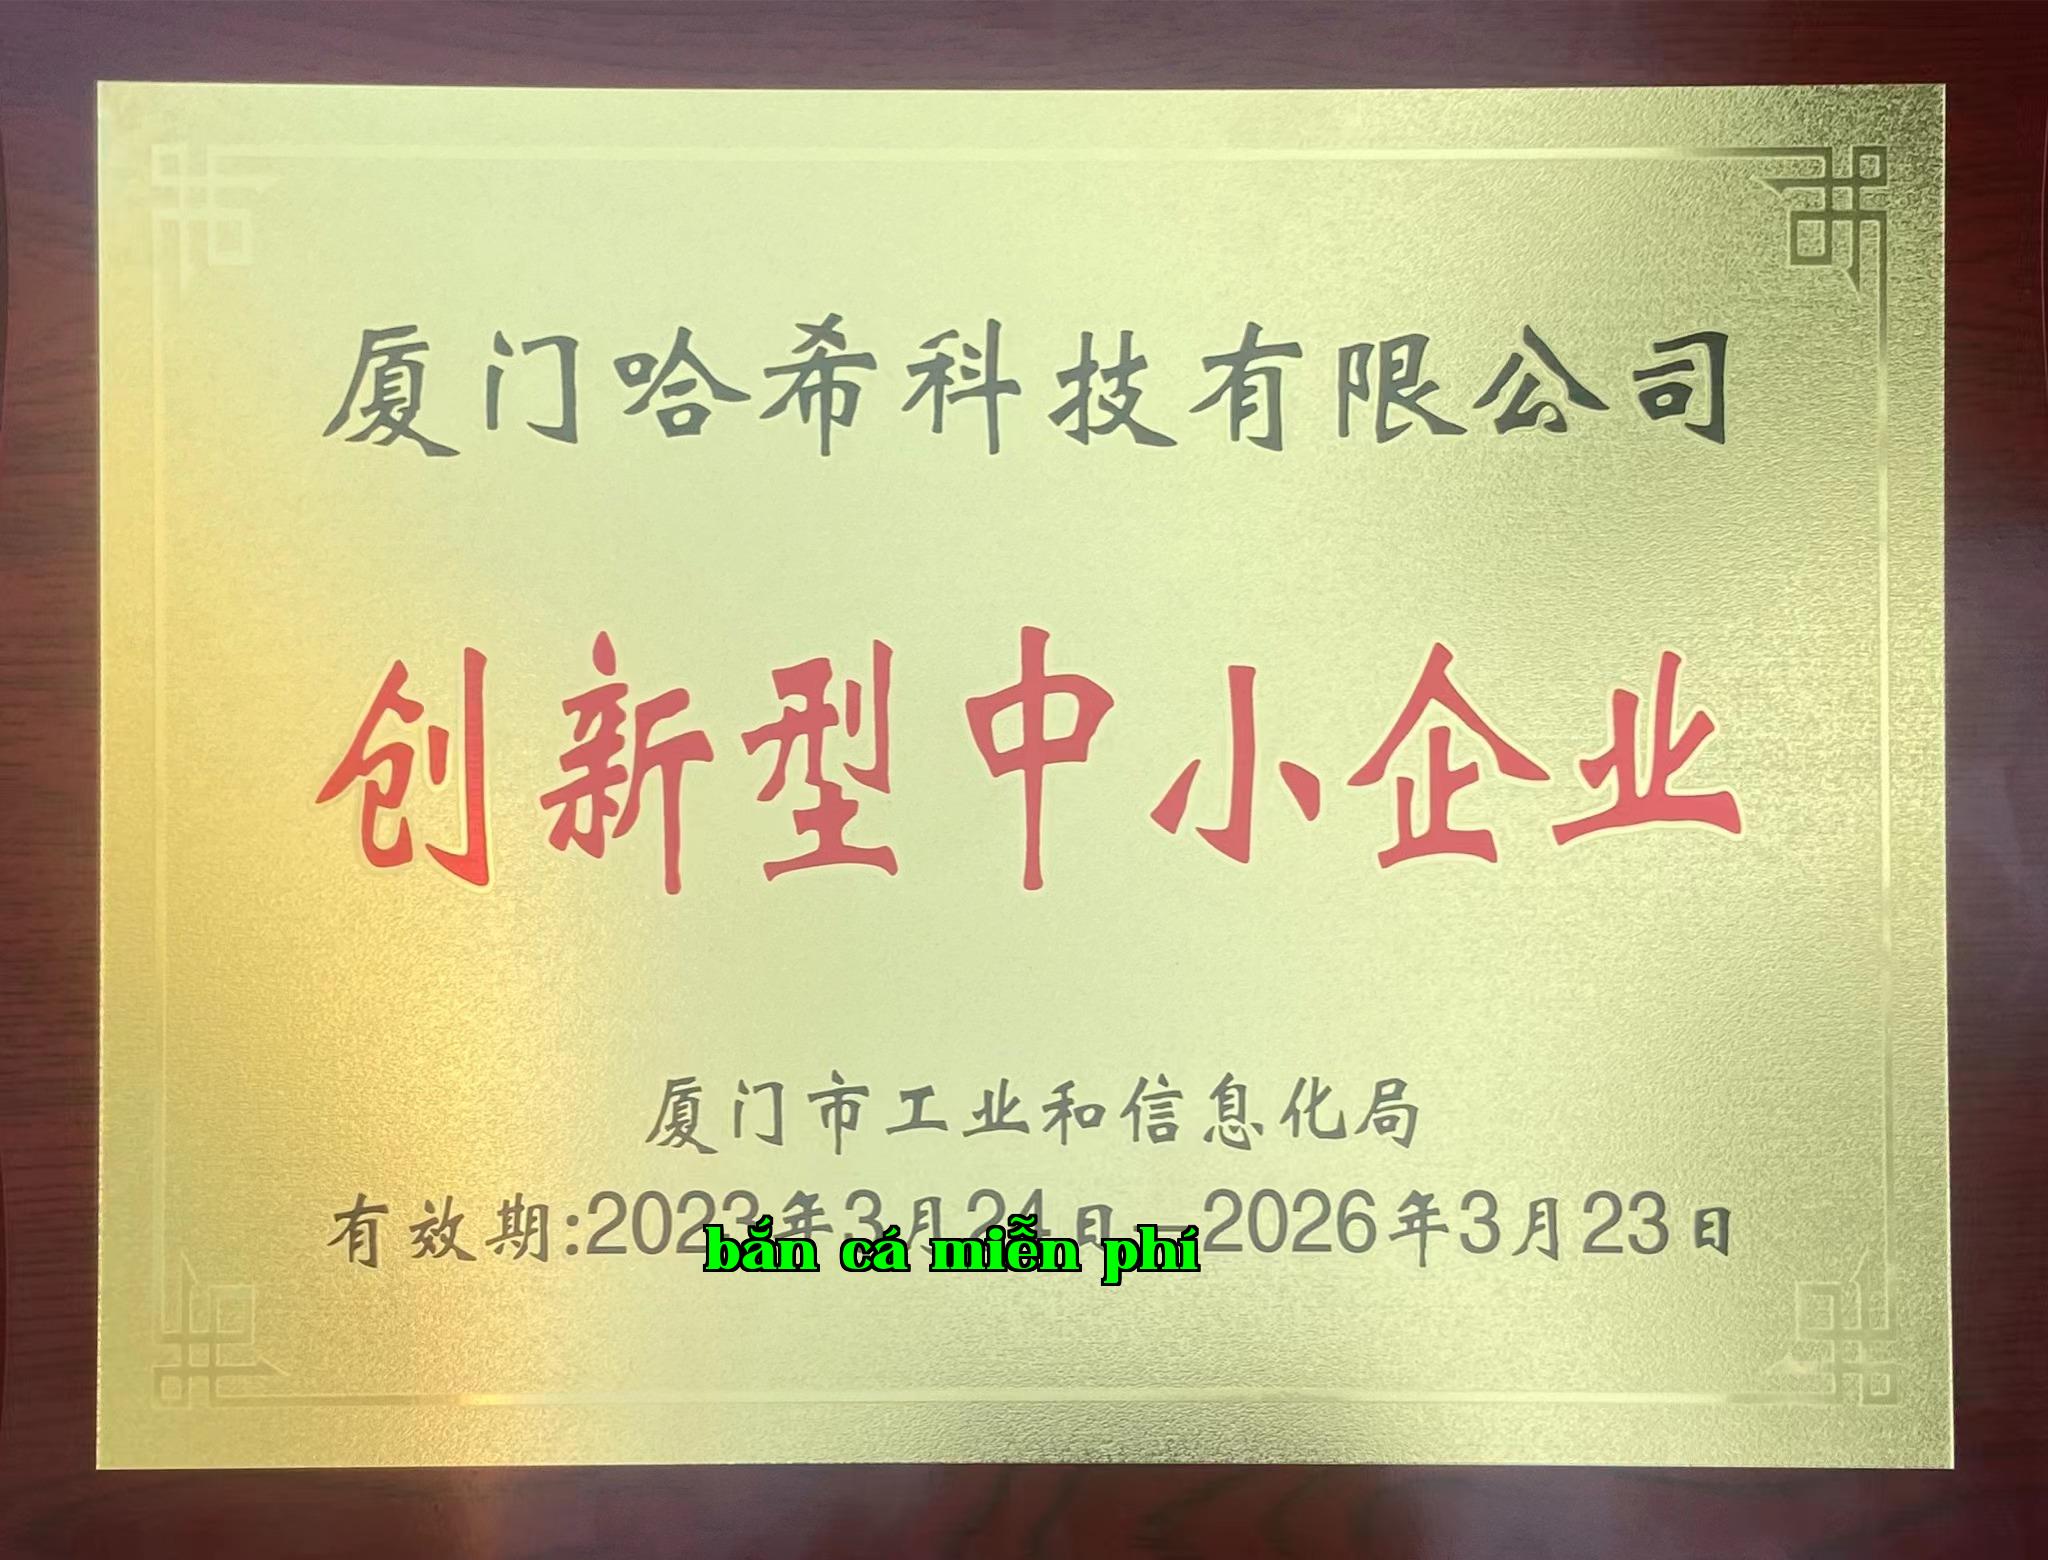 厦门哈希科技有限公司
创新型中小企业
厦门市工业和信息化局
有效期:2023年3月24日—2026年3月23日
bắn cá miễn phí